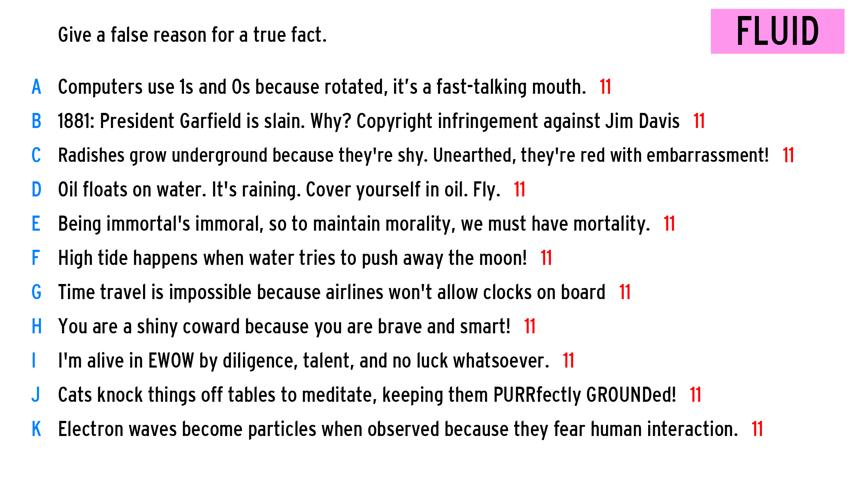 Give a false reason for a true fact.
FLUID
A Computers use 1s and 0s because rotated, it’s a fast-talking mouth. 11
B 1881: President Garfield is slain. Why? Copyright infringement against Jim Davis 11
C Radishes grow underground because they're shy. Unearthed, they're red with embarrassment! 11
D Oil floats on water. It's raining. Cover yourself in oil. Fly. 11
E Being immortal's immoral, so to maintain morality, we must have mortality. 11
F High tide happens when water tries to push away the moon! 11
G Time travel is impossible because airlines won't allow clocks on board 11
H You are a shiny coward because you are brave and smart! 11
I I'm alive in EWOW by diligence, talent, and no luck whatsoever. 11
J Cats knock things off tables to meditate, keeping them PURRfectly GROUNDed! 11
K Electron waves become particles when observed because they fear human interaction. 11